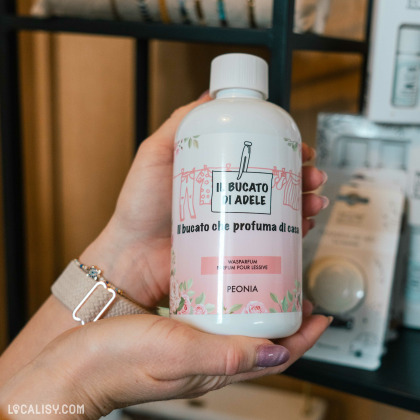 IL BUCATO
DI ADELE
Il bucato che profuma di casa
WASPARFUM
PARFUM POUR LESSIVE
PEONIA
LOCALISY.COM